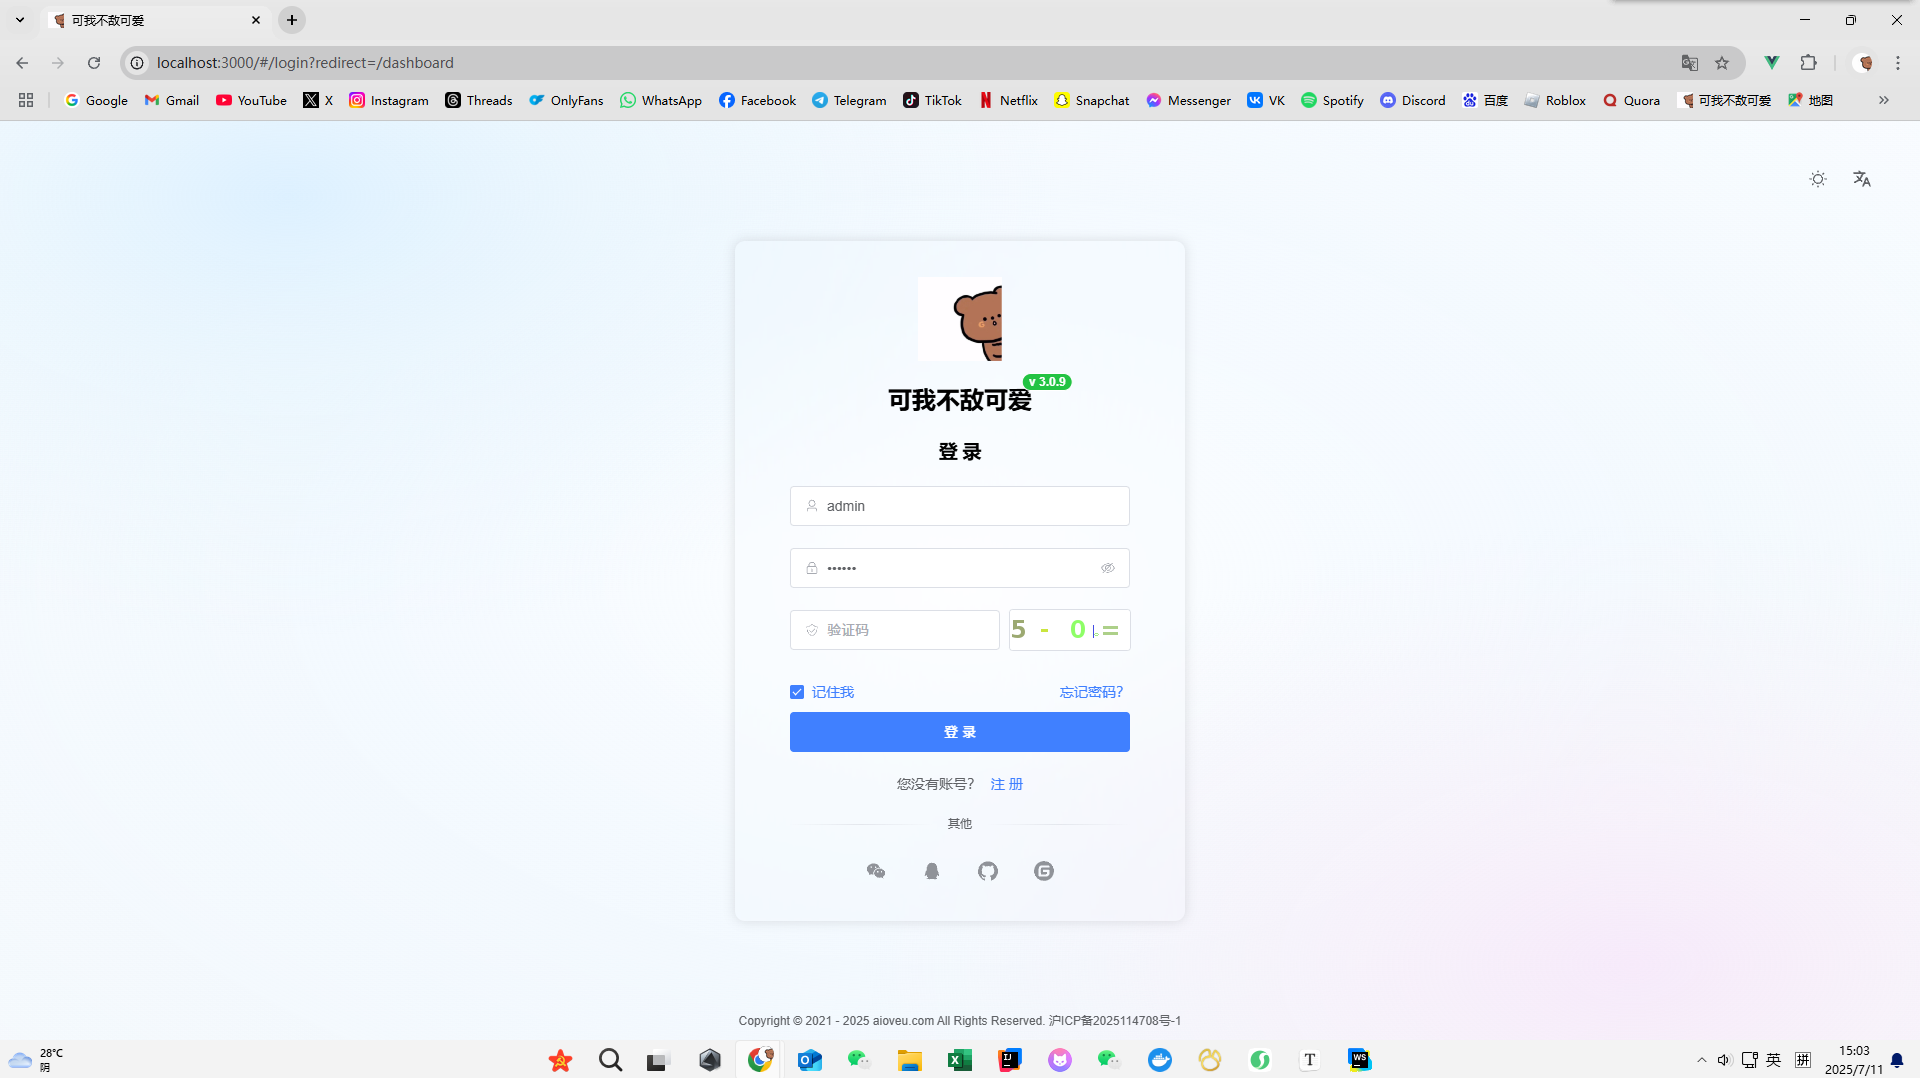 可我不敌可爱
localhost:3000/#/login?redirect=/dashboard
Google Gmail YouTube X Instagram Threads OnlyFans WhatsApp Facebook Telegram TikTok Netflix Snapchat Messenger VK Spotify Discord 百度 Roblox Quora 可我不敌可爱 地图
v 3.0.9
可我不敌可爱
登 录
admin
••••••
验证码 5 - 0 =
记住我 忘记密码?
登 录
您没有账号? 注 册
其他
Copyright © 2021 - 2025 aioveu.com All Rights Reserved. 沪ICP备2025114708号-1
28°C
阴
英 拼
15:03
2025/7/11